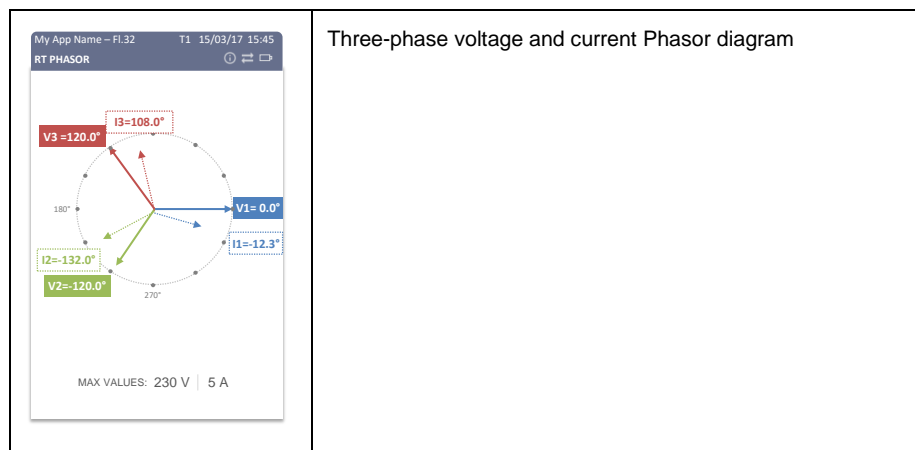 My App Name – Fl.32 T1 15/03/17 15:45
RT PHASOR
Three-phase voltage and current Phasor diagram
I3=108.0°
V3 =120.0°
180°
V1= 0.0°
I1=-12.3°
I2=-132.0°
V2=-120.0°
270°
MAX VALUES: 230 V 5 A